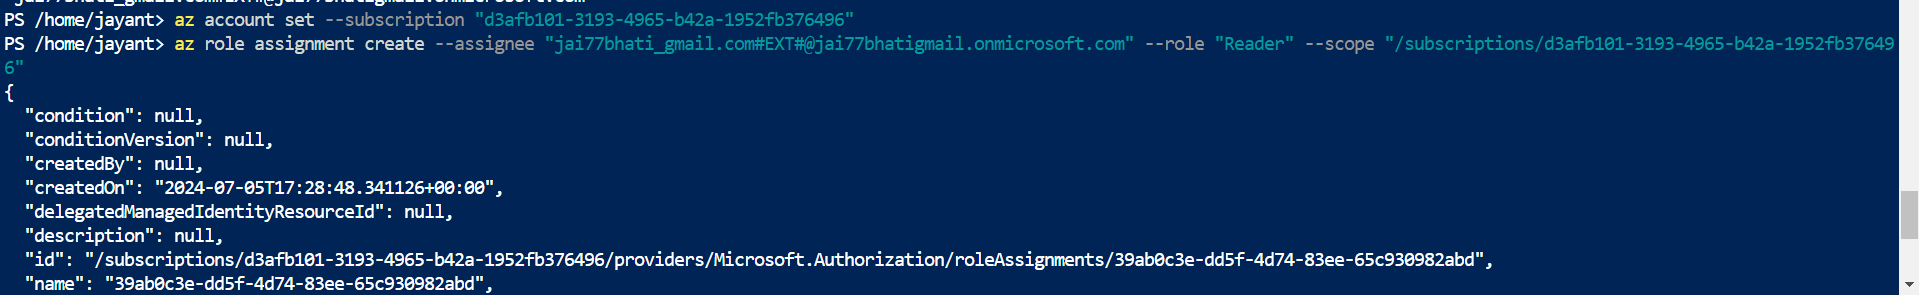 PS /home/jayant> az account set --subscription "d3afb101-3193-4965-b42a-1952fb376496"
PS /home/jayant> az role assignment create --assignee "jai77bhati_gmail.com#EXT#@jai77bhatigmail.onmicrosoft.com" --role "Reader" --scope "/subscriptions/d3afb101-3193-4965-b42a-1952fb37649
6"
{
  "condition": null,
  "conditionVersion": null,
  "createdBy": null,
  "createdOn": "2024-07-05T17:28:48.341126+00:00",
  "delegatedManagedIdentityResourceId": null,
  "description": null,
  "id": "/subscriptions/d3afb101-3193-4965-b42a-1952fb376496/providers/Microsoft.Authorization/roleAssignments/39ab0c3e-dd5f-4d74-83ee-65c930982abd",
  "name": "39ab0c3e-dd5f-4d74-83ee-65c930982abd",